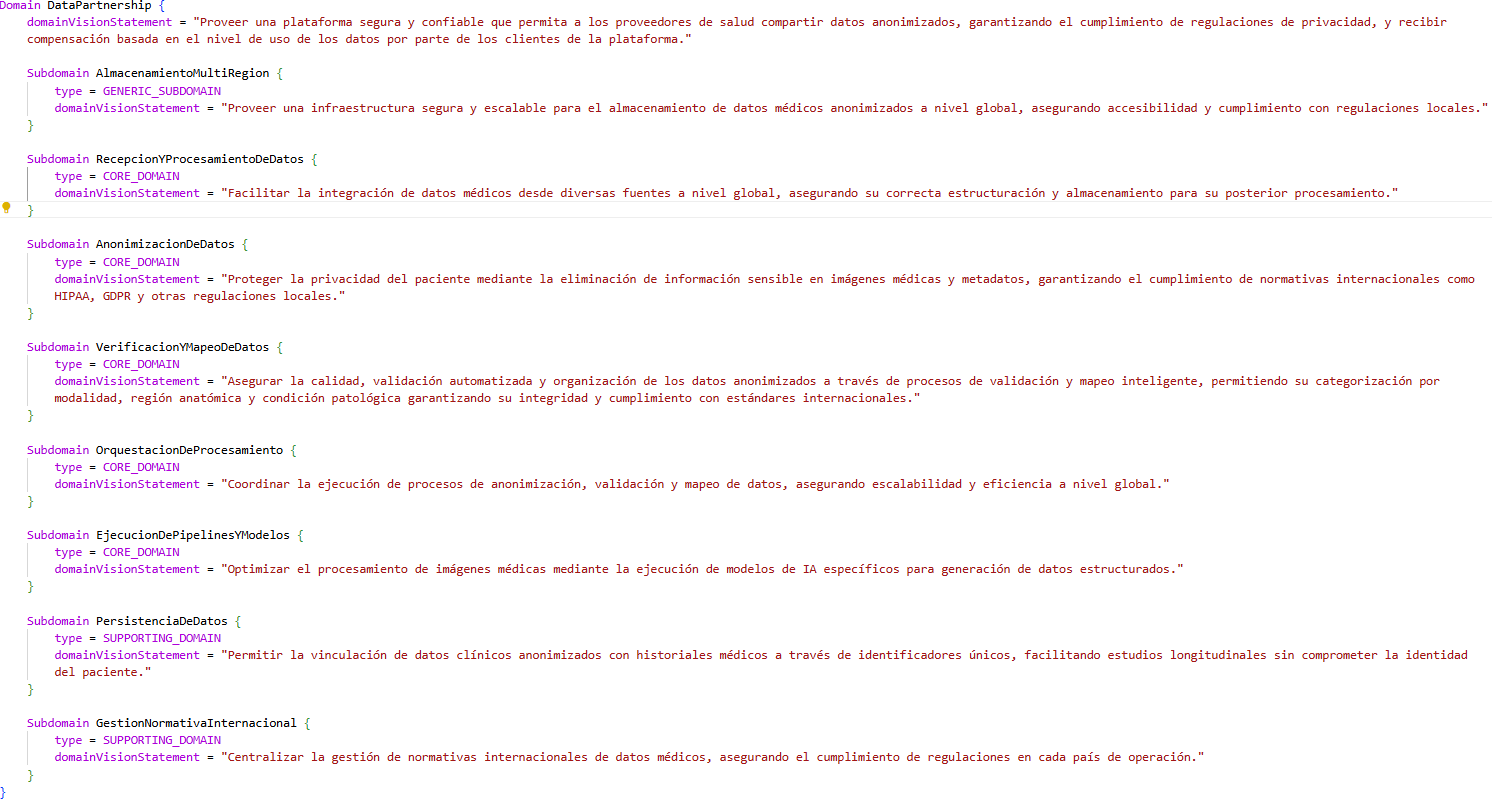 Domain DataPartnership {
domainVisionStatement = "Proveer una plataforma segura y confiable que permita a los proveedores de salud compartir datos anonimizados, garantizando el cumplimiento de regulaciones de privacidad, y recibir
compensación basada en el nivel de uso de los datos por parte de los clientes de la plataforma."
Subdomain AlmacenamientoMultiRegion {
type = GENERIC_SUBDOMAIN
domainVisionStatement = "Proveer una infraestructura segura y escalable para el almacenamiento de datos médicos anonimizados a nivel global, asegurando accesibilidad y cumplimiento con regulaciones locales."
}
Subdomain RecepcionYProcesamientoDeDatos {
type = CORE_DOMAIN
domainVisionStatement = "Facilitar la integración de datos médicos desde diversas fuentes a nivel global, asegurando su correcta estructuración y almacenamiento para su posterior procesamiento."
}
Subdomain AnonimizacionDeDatos {
type = CORE_DOMAIN
domainVisionStatement = "Proteger la privacidad del paciente mediante la eliminación de información sensible en imágenes médicas y metadatos, garantizando el cumplimiento de normativas internacionales como
HIPAA, GDPR y otras regulaciones locales."
}
Subdomain VerificacionYMapeoDeDatos {
type = CORE_DOMAIN
domainVisionStatement = "Asegurar la calidad, validación automatizada y organización de los datos anonimizados a través de procesos de validación y mapeo inteligente, permitiendo su categorización por
modalidad, región anatómica y condición patológica garantizando su integridad y cumplimiento con estándares internacionales."
}
Subdomain OrquestacionDeProcesamiento {
type = CORE_DOMAIN
domainVisionStatement = "Coordinar la ejecución de procesos de anonimización, validación y mapeo de datos, asegurando escalabilidad y eficiencia a nivel global."
}
Subdomain EjecucionDePipelinesYModelos {
type = CORE_DOMAIN
domainVisionStatement = "Optimizar el procesamiento de imágenes médicas mediante la ejecución de modelos de IA específicos para generación de datos estructurados."
}
Subdomain PersistenciaDeDatos {
type = SUPPORTING_DOMAIN
domainVisionStatement = "Permitir la vinculación de datos clínicos anonimizados con historiales médicos a través de identificadores únicos, facilitando estudios longitudinales sin comprometer la identidad
del paciente."
}
Subdomain GestionNormativaInternacional {
type = SUPPORTING_DOMAIN
domainVisionStatement = "Centralizar la gestión de normativas internacionales de datos médicos, asegurando el cumplimiento de regulaciones en cada país de operación."
}
}